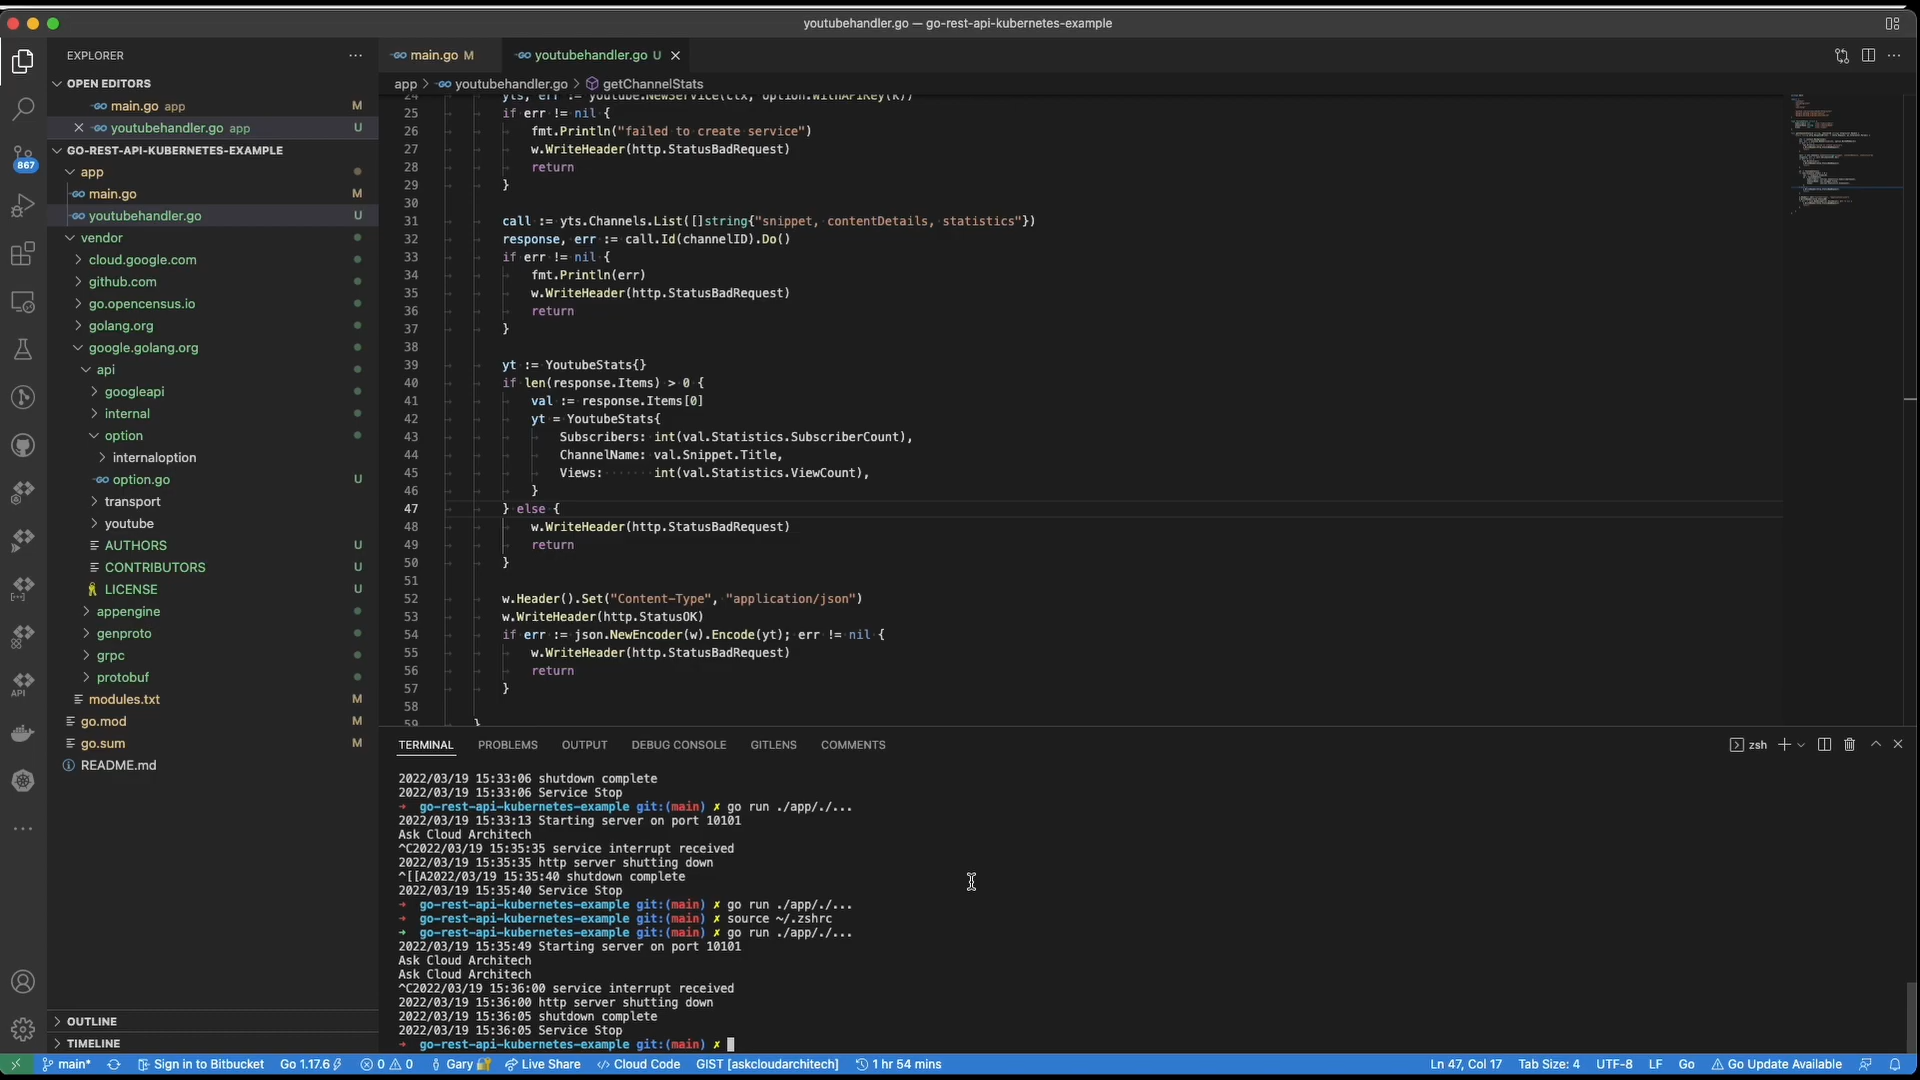 youtubehandler.go — go-rest-api-kubernetes-example
EXPLORER
OPEN EDITORS
main.go app M
youtubehandler.go app U
GO-REST-API-KUBERNETES-EXAMPLE
app
main.go M
youtubehandler.go U
vendor
cloud.google.com
github.com
go.opencensus.io
golang.org
google.golang.org
api
googleapi
internal
option
internaloption
option.go U
transport
youtube
AUTHORS U
CONTRIBUTORS U
LICENSE U
appengine
genproto
grpc
protobuf
modules.txt M
go.mod M
go.sum M
README.md
OUTLINE
TIMELINE
867
API
main.go M
youtubehandler.go U
app > youtubehandler.go > getChannelStats
24 yts, err := youtube.NewService(ctx, option.WithAPIKey(k))
25 if err != nil {
26 fmt.Println("failed to create service")
27 w.WriteHeader(http.StatusBadRequest)
28 return
29 }
30
31 call := yts.Channels.List([]string{"snippet, contentDetails, statistics"})
32 response, err := call.Id(channelID).Do()
33 if err != nil {
34 fmt.Println(err)
35 w.WriteHeader(http.StatusBadRequest)
36 return
37 }
38
39 yt := YoutubeStats{}
40 if len(response.Items) > 0 {
41 val := response.Items[0]
42 yt = YoutubeStats{
43 Subscribers: int(val.Statistics.SubscriberCount),
44 ChannelName: val.Snippet.Title,
45 Views: int(val.Statistics.ViewCount),
46 }
47 } else {
48 w.WriteHeader(http.StatusBadRequest)
49 return
50 }
51
52 w.Header().Set("Content-Type", "application/json")
53 w.WriteHeader(http.StatusOK)
54 if err := json.NewEncoder(w).Encode(yt); err != nil {
55 w.WriteHeader(http.StatusBadRequest)
56 return
57 }
58
59 }
TERMINAL PROBLEMS OUTPUT DEBUG CONSOLE GITLENS COMMENTS zsh
2022/03/19 15:33:06 shutdown complete
2022/03/19 15:33:06 Service Stop
→ go-rest-api-kubernetes-example git:(main) ✗ go run ./app/./...
2022/03/19 15:33:13 Starting server on port 10101
Ask Cloud Architech
^C2022/03/19 15:35:35 service interrupt received
2022/03/19 15:35:35 http server shutting down
^[[A2022/03/19 15:35:40 shutdown complete
2022/03/19 15:35:40 Service Stop
→ go-rest-api-kubernetes-example git:(main) ✗ go run ./app/./...
→ go-rest-api-kubernetes-example git:(main) ✗ source ~/.zshrc
→ go-rest-api-kubernetes-example git:(main) ✗ go run ./app/./...
2022/03/19 15:35:49 Starting server on port 10101
Ask Cloud Architech
Ask Cloud Architech
^C2022/03/19 15:36:00 service interrupt received
2022/03/19 15:36:00 http server shutting down
2022/03/19 15:36:05 shutdown complete
2022/03/19 15:36:05 Service Stop
→ go-rest-api-kubernetes-example git:(main) ✗
main* Sign in to Bitbucket Go 1.17.6 0 0 Gary Live Share Cloud Code GIST [askcloudarchitech] 1 hr 54 mins Ln 47, Col 17 Tab Size: 4 UTF-8 LF Go Go Update Available